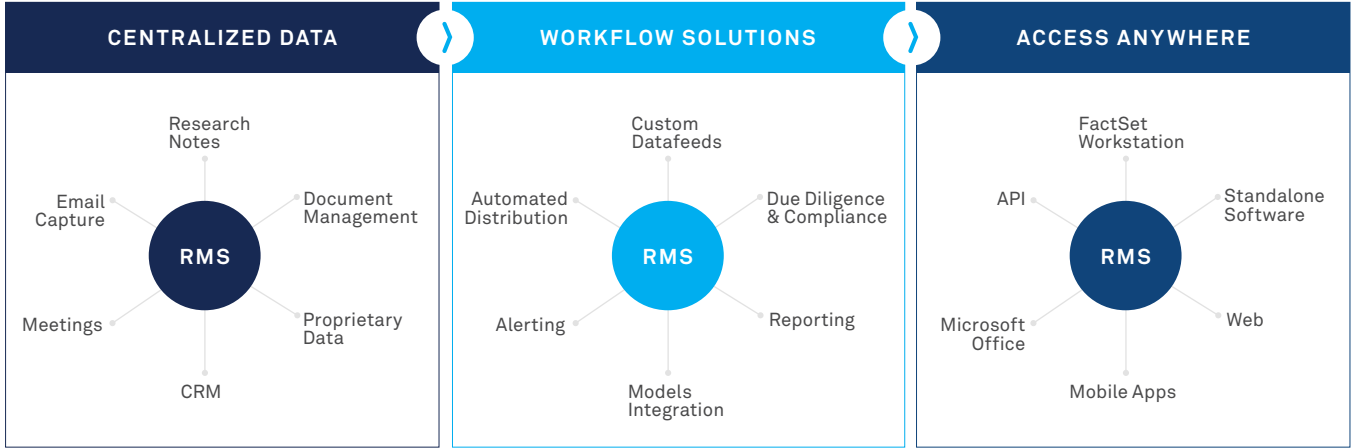 CENTRALIZED DATA
Research
Notes
Email
Capture
Document
Management
RMS
Meetings
Proprietary
Data
CRM
WORKFLOW SOLUTIONS
Custom
Datafeeds
Automated
Distribution
Due Diligence
& Compliance
RMS
Alerting
Reporting
Models
Integration
ACCESS ANYWHERE
FactSet
Workstation
API
Standalone
Software
RMS
Microsoft
Office
Web
Mobile Apps